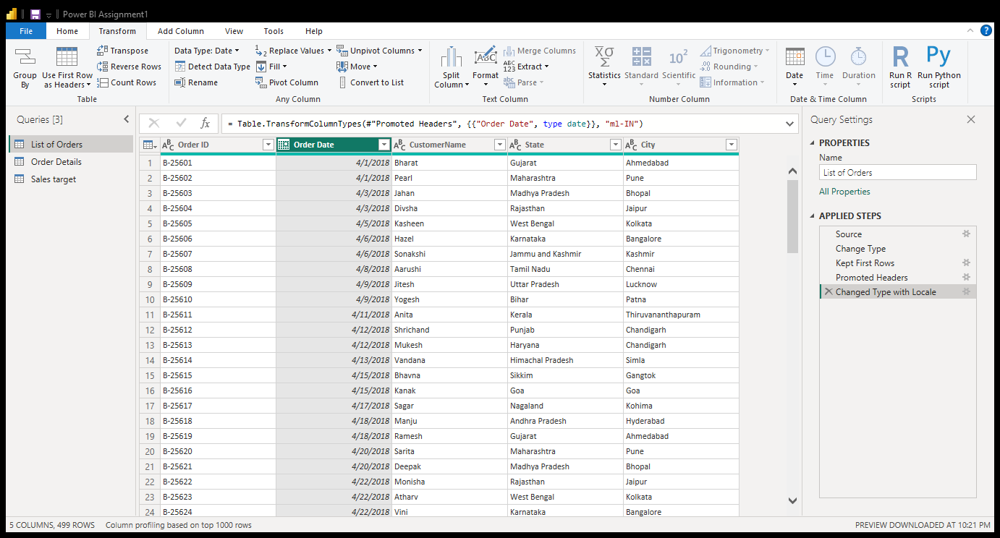 Power BI Assignment1
File Home Transform Add Column View Tools Help
Group By
Use First Row as Headers
Transpose
Reverse Rows
Count Rows
Table
Data Type: Date
Detect Data Type
Rename
1 2 Replace Values
Fill
Pivot Column
Unpivot Columns
Move
Convert to List
Any Column
Split Column
ABC Format
Merge Columns
ABC 123 Extract
abc Parse
Text Column
XΣσ Statistics
Standard
10² Scientific
Trigonometry
.00 Rounding
Information
Number Column
Date
Time
Duration
Date & Time Column
R Run R script
Py Run Python script
Scripts
Queries [3]
List of Orders
Order Details
Sales target
fx = Table.TransformColumnTypes(#"Promoted Headers", {{"Order Date", type date}}, "ml-IN")
ABC Order ID Order Date ABC CustomerName ABC State ABC City
1 B-25601 4/1/2018 Bharat Gujarat Ahmedabad
2 B-25602 4/1/2018 Pearl Maharashtra Pune
3 B-25603 4/3/2018 Jahan Madhya Pradesh Bhopal
4 B-25604 4/3/2018 Divsha Rajasthan Jaipur
5 B-25605 4/5/2018 Kasheen West Bengal Kolkata
6 B-25606 4/6/2018 Hazel Karnataka Bangalore
7 B-25607 4/6/2018 Sonakshi Jammu and Kashmir Kashmir
8 B-25608 4/8/2018 Aarushi Tamil Nadu Chennai
9 B-25609 4/9/2018 Jitesh Uttar Pradesh Lucknow
10 B-25610 4/9/2018 Yogesh Bihar Patna
11 B-25611 4/11/2018 Anita Kerala Thiruvananthapuram
12 B-25612 4/12/2018 Shrichand Punjab Chandigarh
13 B-25613 4/12/2018 Mukesh Haryana Chandigarh
14 B-25614 4/13/2018 Vandana Himachal Pradesh Simla
15 B-25615 4/15/2018 Bhavna Sikkim Gangtok
16 B-25616 4/15/2018 Kanak Goa Goa
17 B-25617 4/17/2018 Sagar Nagaland Kohima
18 B-25618 4/18/2018 Manju Andhra Pradesh Hyderabad
19 B-25619 4/18/2018 Ramesh Gujarat Ahmedabad
20 B-25620 4/20/2018 Sarita Maharashtra Pune
21 B-25621 4/20/2018 Deepak Madhya Pradesh Bhopal
22 B-25622 4/22/2018 Monisha Rajasthan Jaipur
23 B-25623 4/22/2018 Atharv West Bengal Kolkata
24 B-25624 4/22/2018 Vini Karnataka Bangalore
Query Settings
PROPERTIES
Name
List of Orders
All Properties
APPLIED STEPS
Source
Change Type
Kept First Rows
Promoted Headers
Changed Type with Locale
5 COLUMNS, 499 ROWS Column profiling based on top 1000 rows
PREVIEW DOWNLOADED AT 10:21 PM